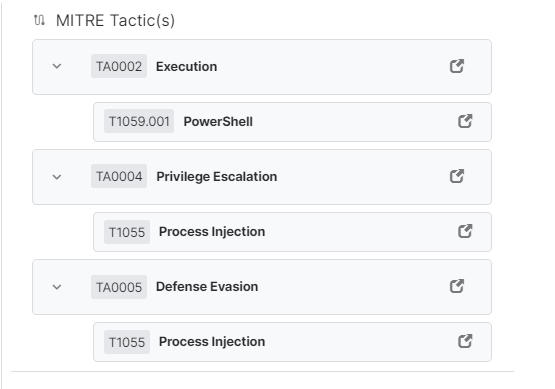 MITRE Tactic(s)
TA0002 Execution
T1059.001 PowerShell
TA0004 Privilege Escalation
T1055 Process Injection
TA0005 Defense Evasion
T1055 Process Injection